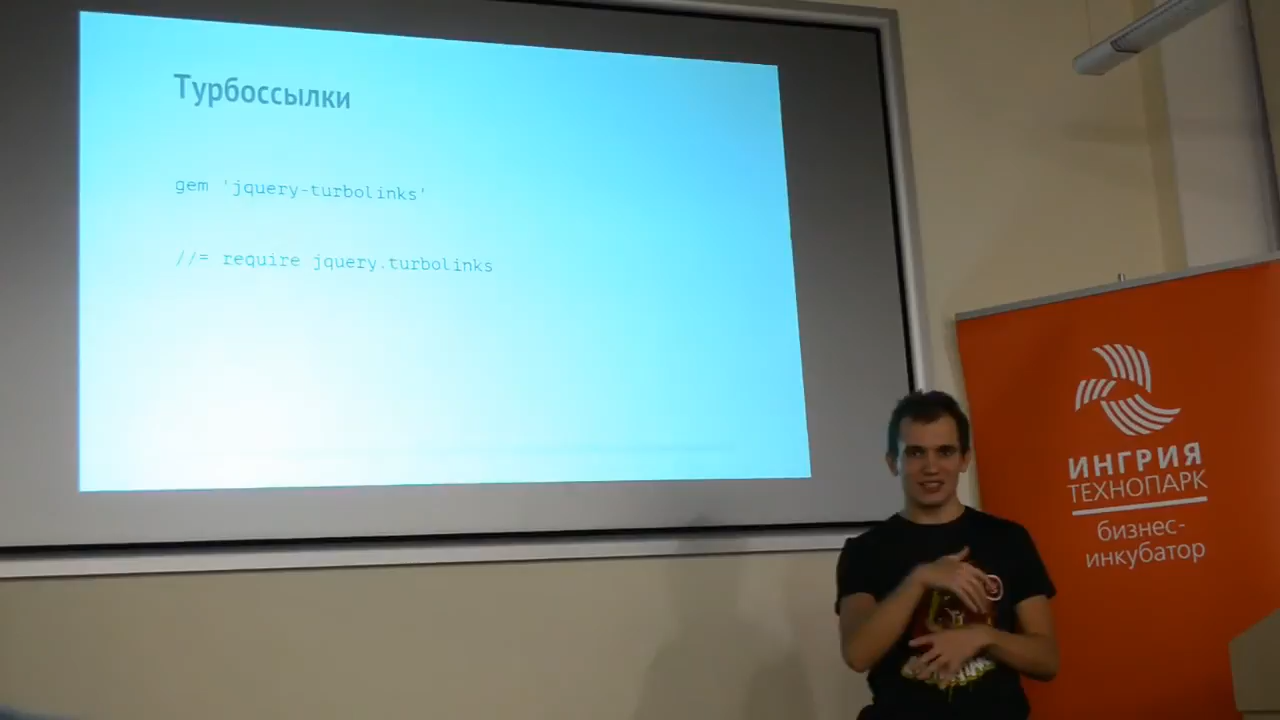 Турбоссылки
gem 'jquery-turbolinks'
//= require jquery.turbolinks
ИНГРИЯ
ТЕХНОПАРК
бизнес-
инкубатор